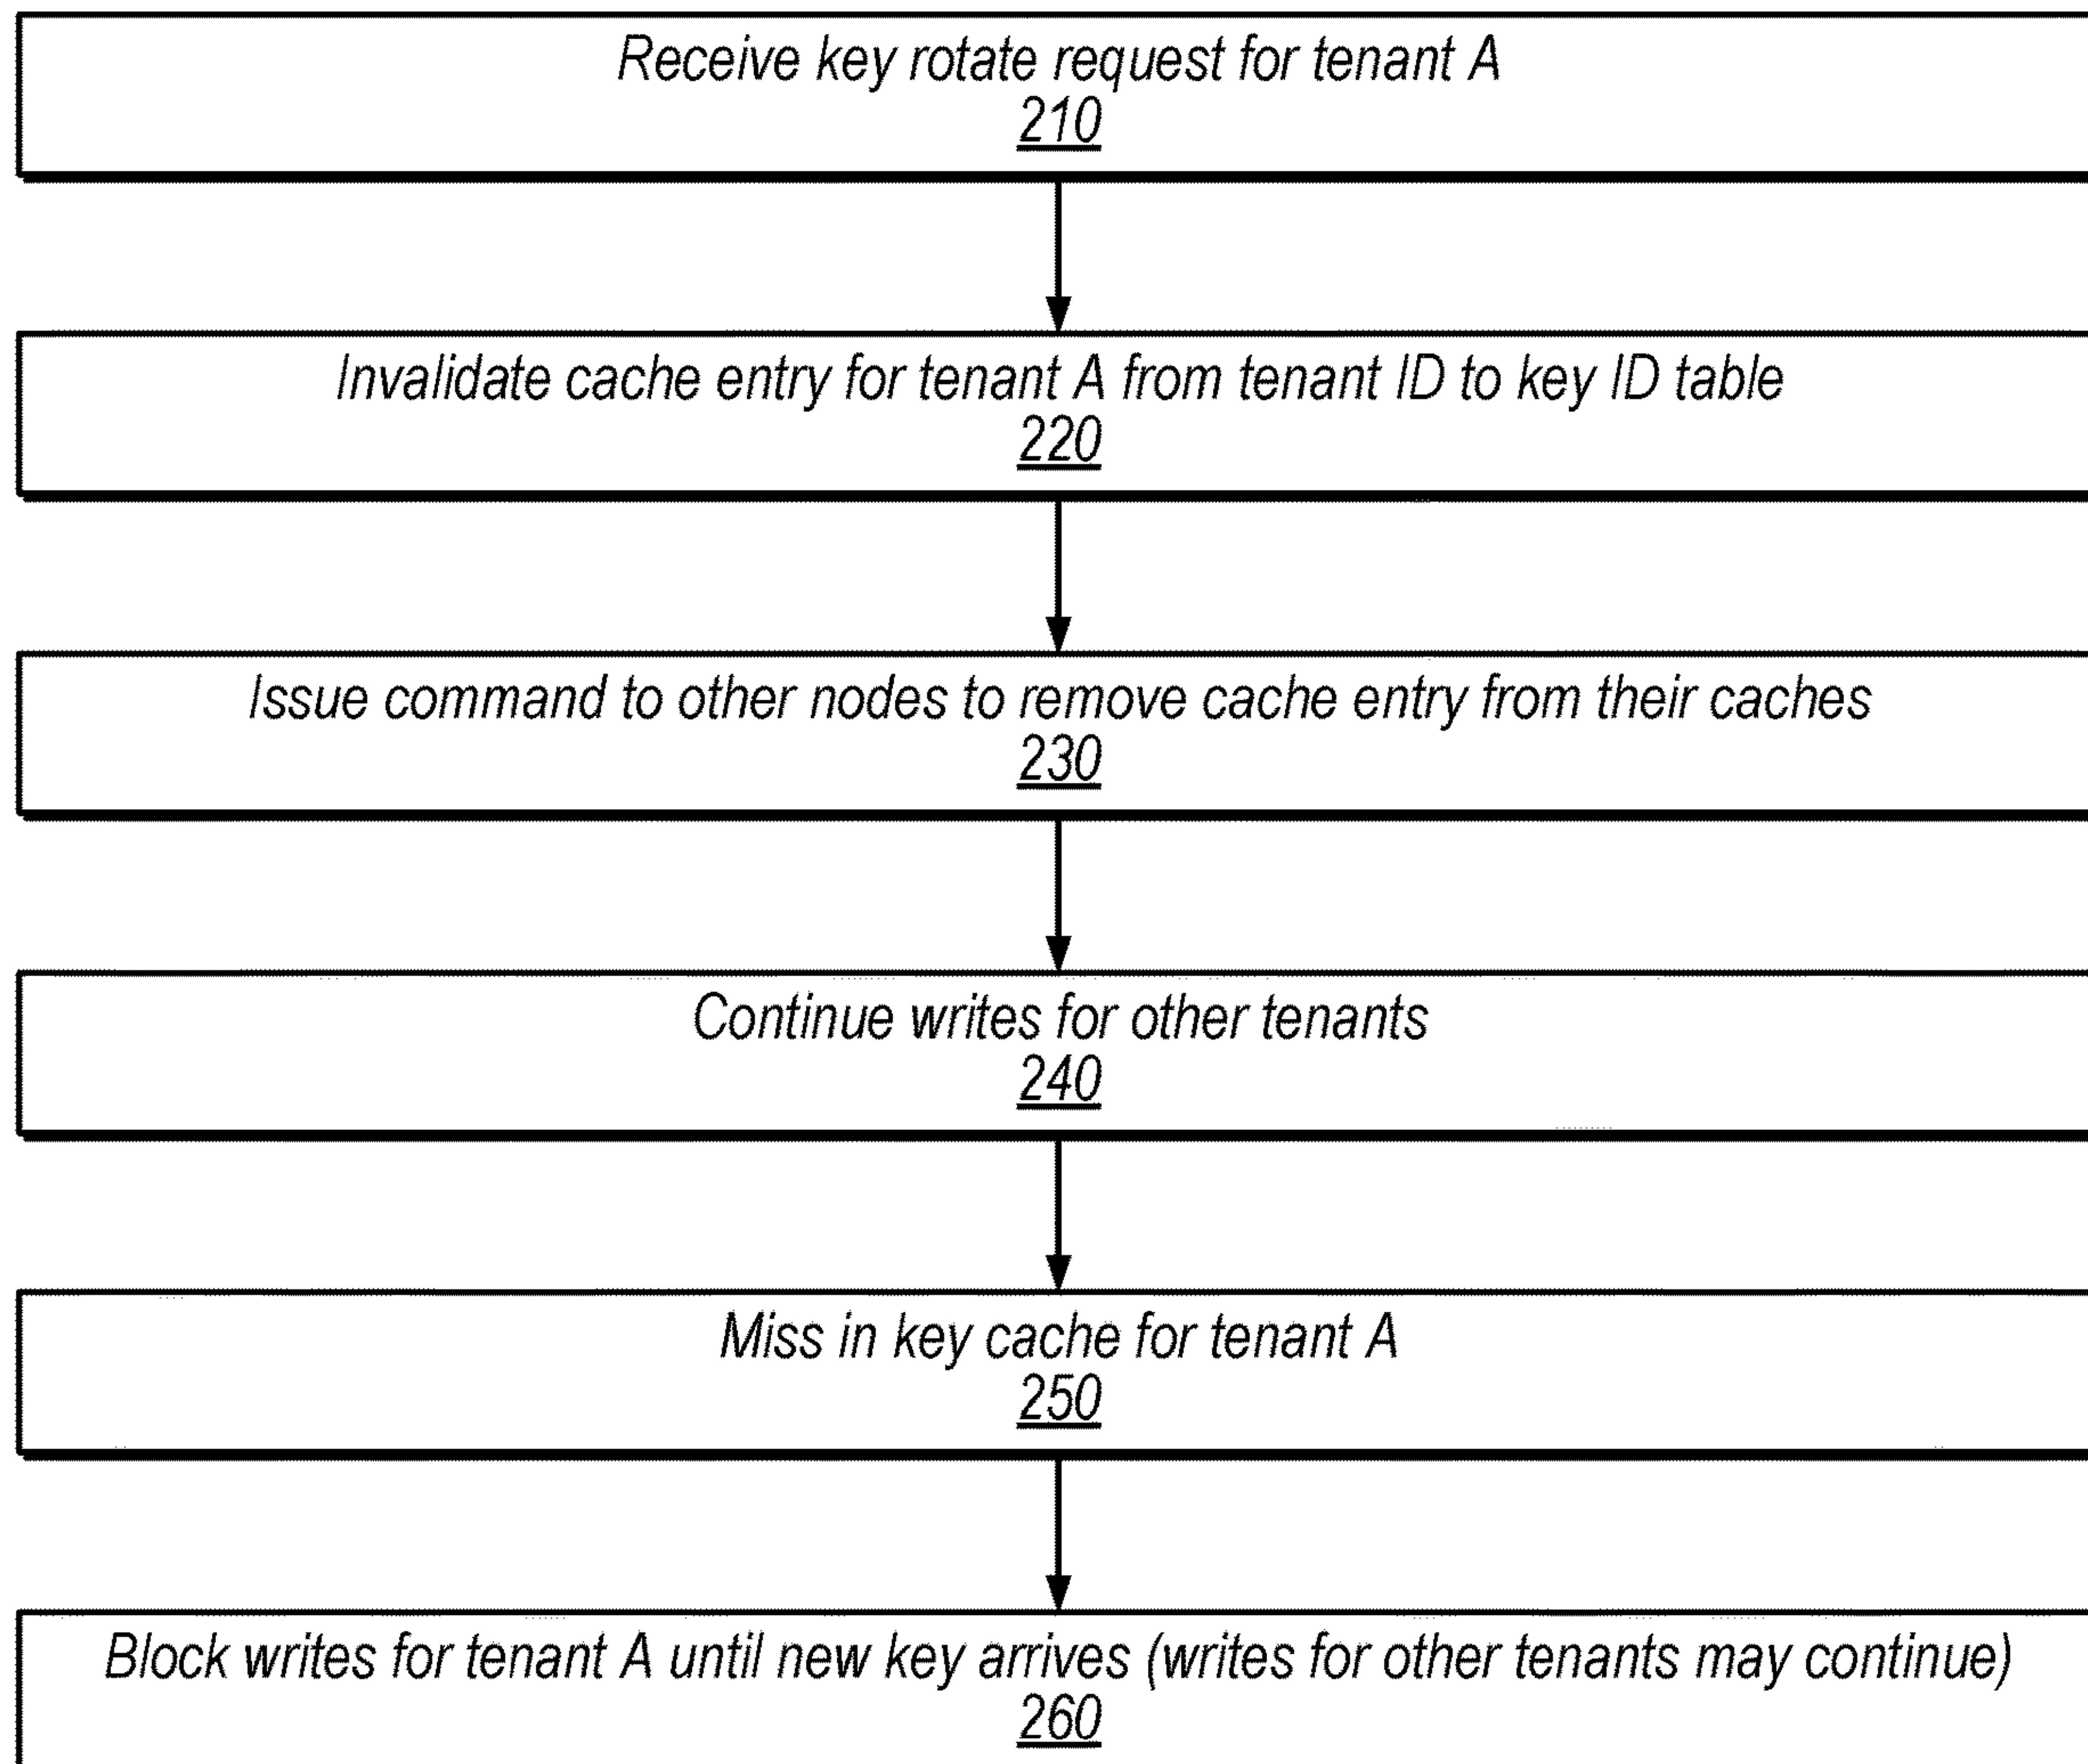 Receive key rotate request for tenant A
210
Invalidate cache entry for tenant A from tenant ID to key ID table
220
Issue command to other nodes to remove cache entry from their caches
230
Continue writes for other tenants
240
Miss in key cache for tenant A
250
Block writes for tenant A until new key arrives (writes for other tenants may continue)
260